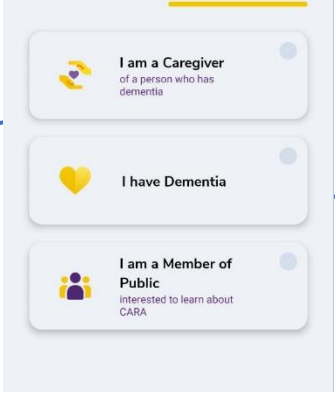 I am a Caregiver
of a person who has
dementia
I have Dementia
I am a Member of
Public
interested to learn about
CARA